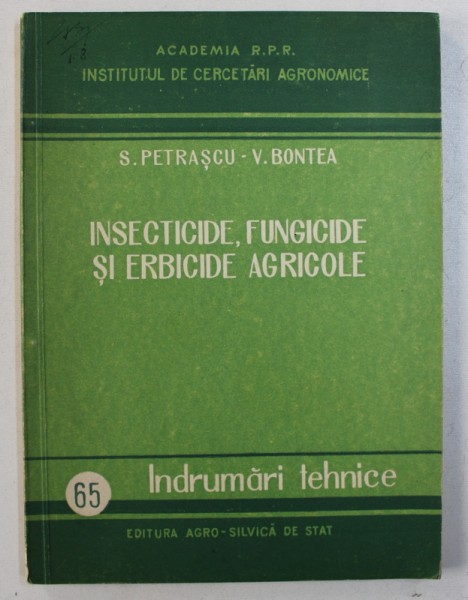 ACADEMIA R.P.R.
INSTITUTUL DE CERCETĂRI AGRONOMICE
S. PETRAȘCU - V. BONTEA
INSECTICIDE, FUNGICIDE
ȘI ERBICIDE AGRICOLE
65
Indrumări tehnice
EDITURA AGRO-SILVICĂ DE STAT